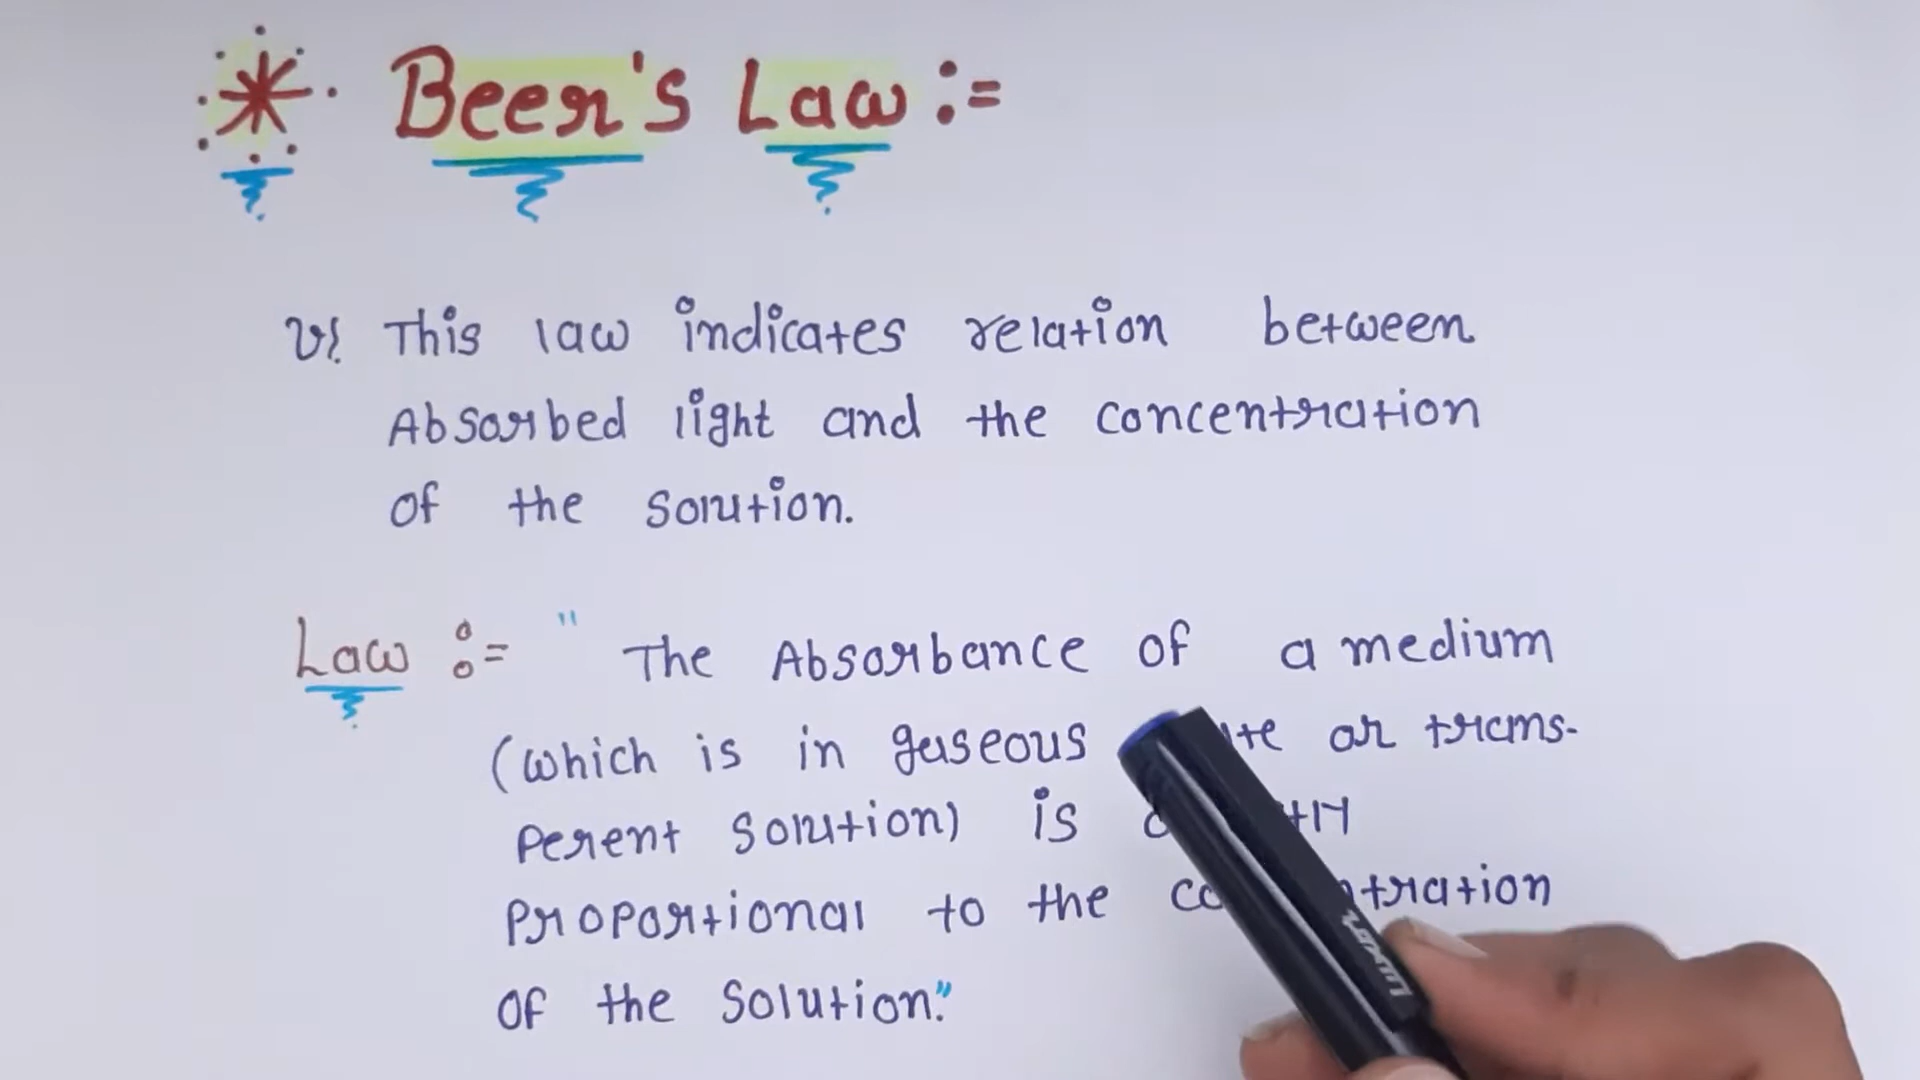 * Beer's Law :=
This law indicates relation between
Absorbed light and the concentration
of the solution.
Law := " The Absorbance of a medium
(which is in gaseous or trans-
perent solution) is
proportional to the
of the solution."